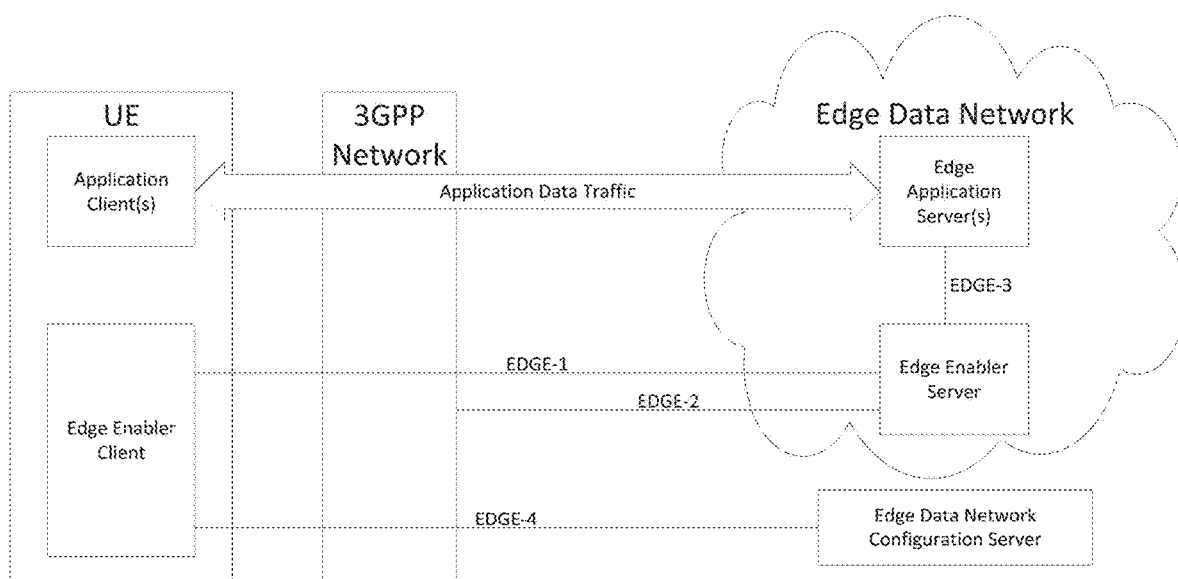 UE
3GPP
Network
Edge Data Network
Application
Client(s)
Application Data Traffic
Edge
Application
Server(s)
EDGE-3
EDGE-1
Edge Enabler
Server
EDGE-2
Edge Enabler
Client
EDGE-4
Edge Data Network
Configuration Server